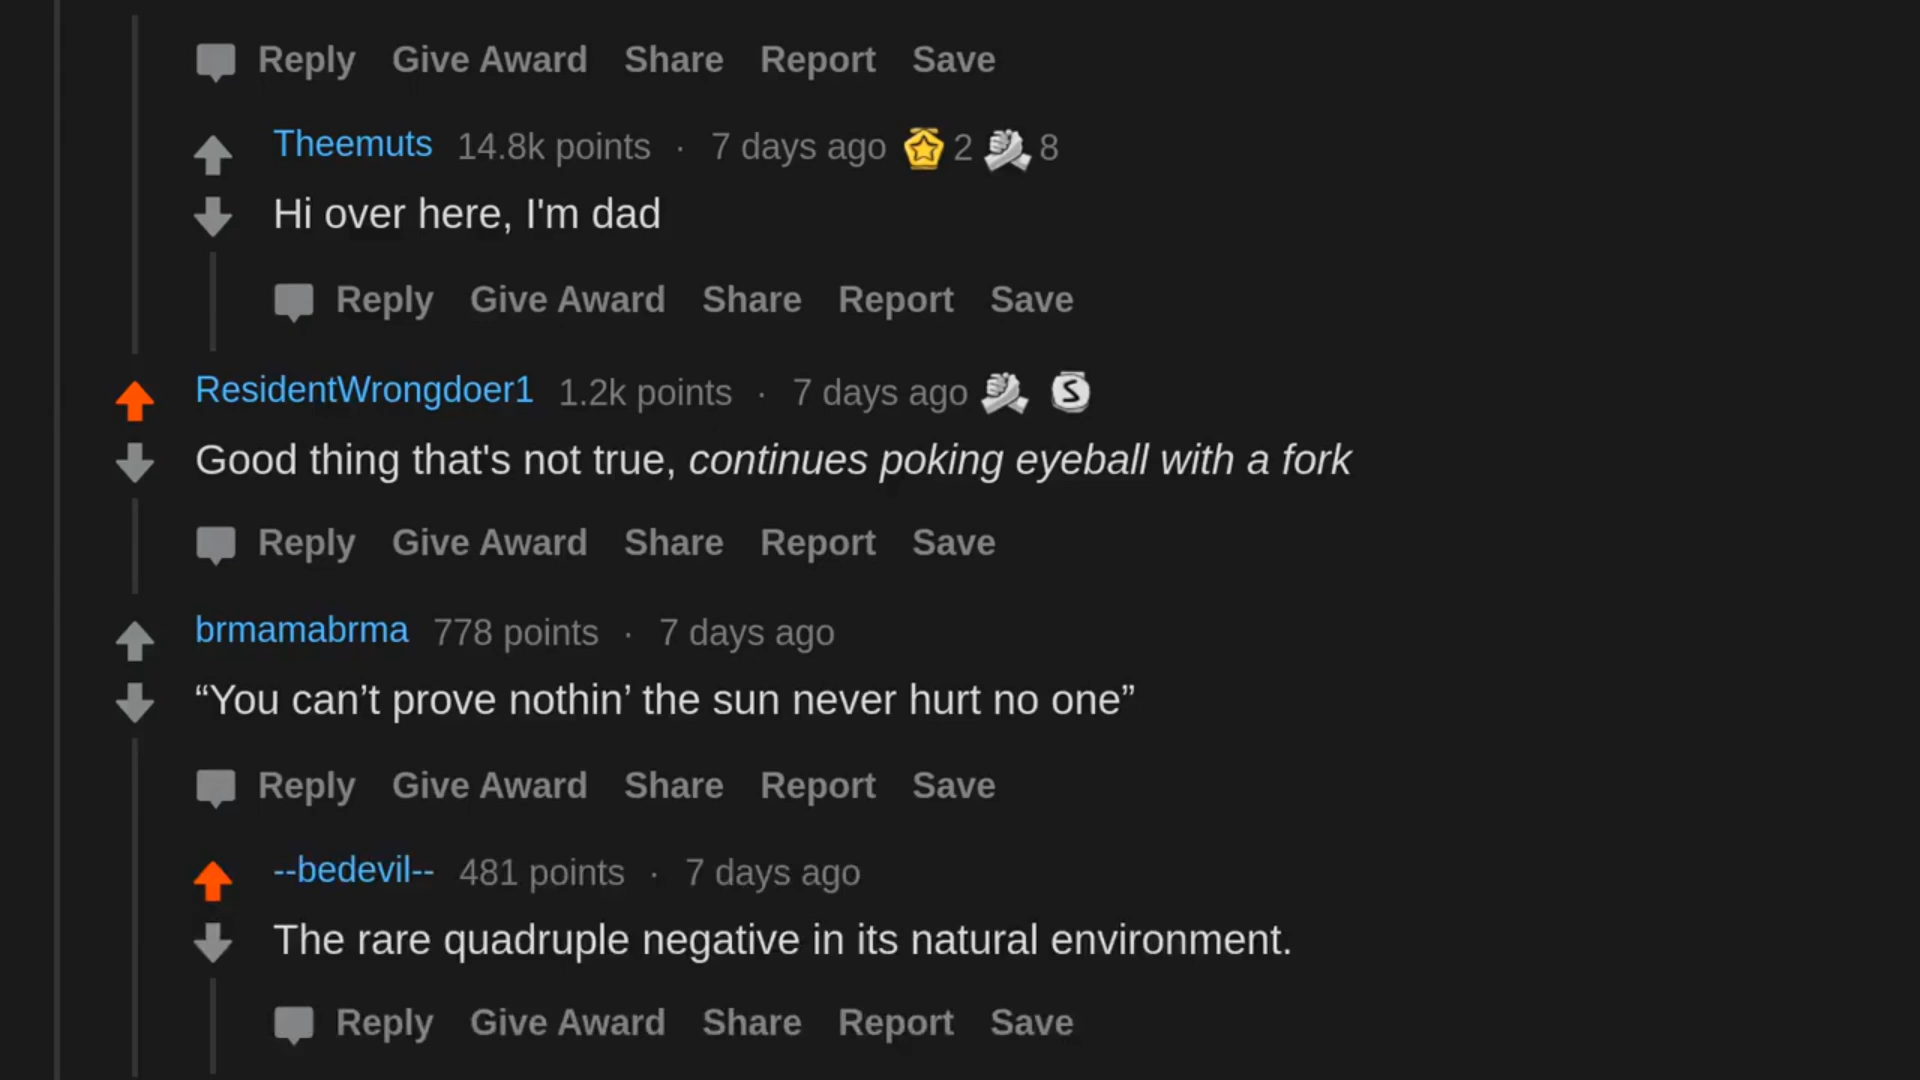 Reply Give Award Share Report Save
Theemuts 14.8k points · 7 days ago 2 8
Hi over here, I'm dad
Reply Give Award Share Report Save
ResidentWrongdoer1 1.2k points · 7 days ago S
Good thing that's not true, continues poking eyeball with a fork
Reply Give Award Share Report Save
brmamabrma 778 points · 7 days ago
“You can’t prove nothin’ the sun never hurt no one”
Reply Give Award Share Report Save
--bedevil-- 481 points · 7 days ago
The rare quadruple negative in its natural environment.
Reply Give Award Share Report Save